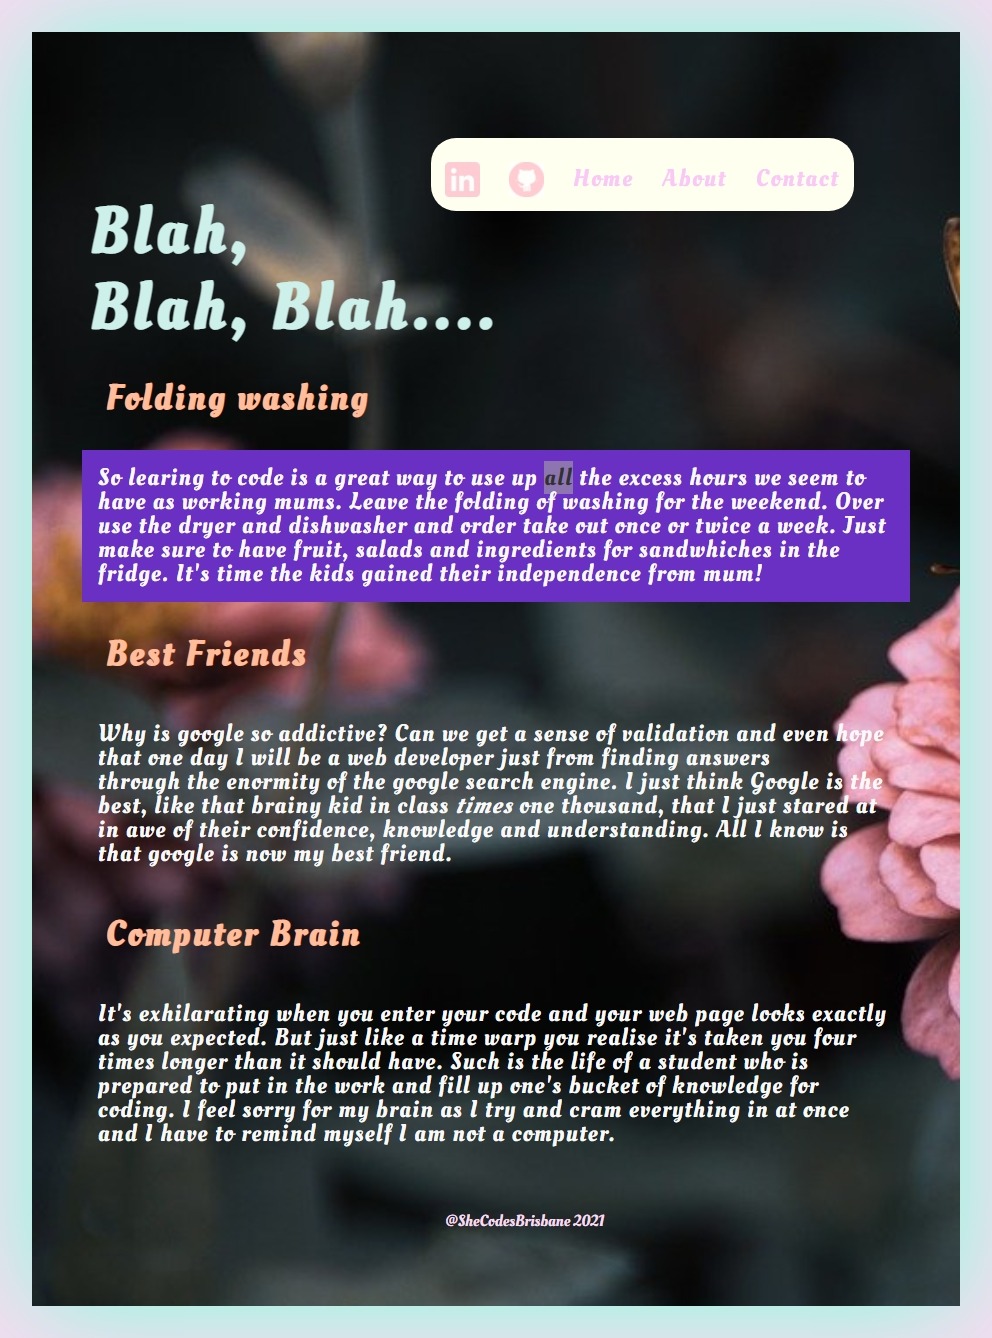 in
Home About Contact
Blah,
Blah, Blah....
Folding washing
So learing to code is a great way to use up all the excess hours we seem to
have as working mums. Leave the folding of washing for the weekend. Over
use the dryer and dishwasher and order take out once or twice a week. Just
make sure to have fruit, salads and ingredients for sandwhiches in the
fridge. It's time the kids gained their independence from mum!
Best Friends
Why is google so addictive? Can we get a sense of validation and even hope
that one day I will be a web developer just from finding answers
through the enormity of the google search engine. I just think Google is the
best, like that brainy kid in class times one thousand, that I just stared at
in awe of their confidence, knowledge and understanding. All I know is
that google is now my best friend.
Computer Brain
It's exhilarating when you enter your code and your web page looks exactly
as you expected. But just like a time warp you realise it's taken you four
times longer than it should have. Such is the life of a student who is
prepared to put in the work and fill up one's bucket of knowledge for
coding. I feel sorry for my brain as I try and cram everything in at once
and I have to remind myself I am not a computer.
@SheCodesBrisbane 2021